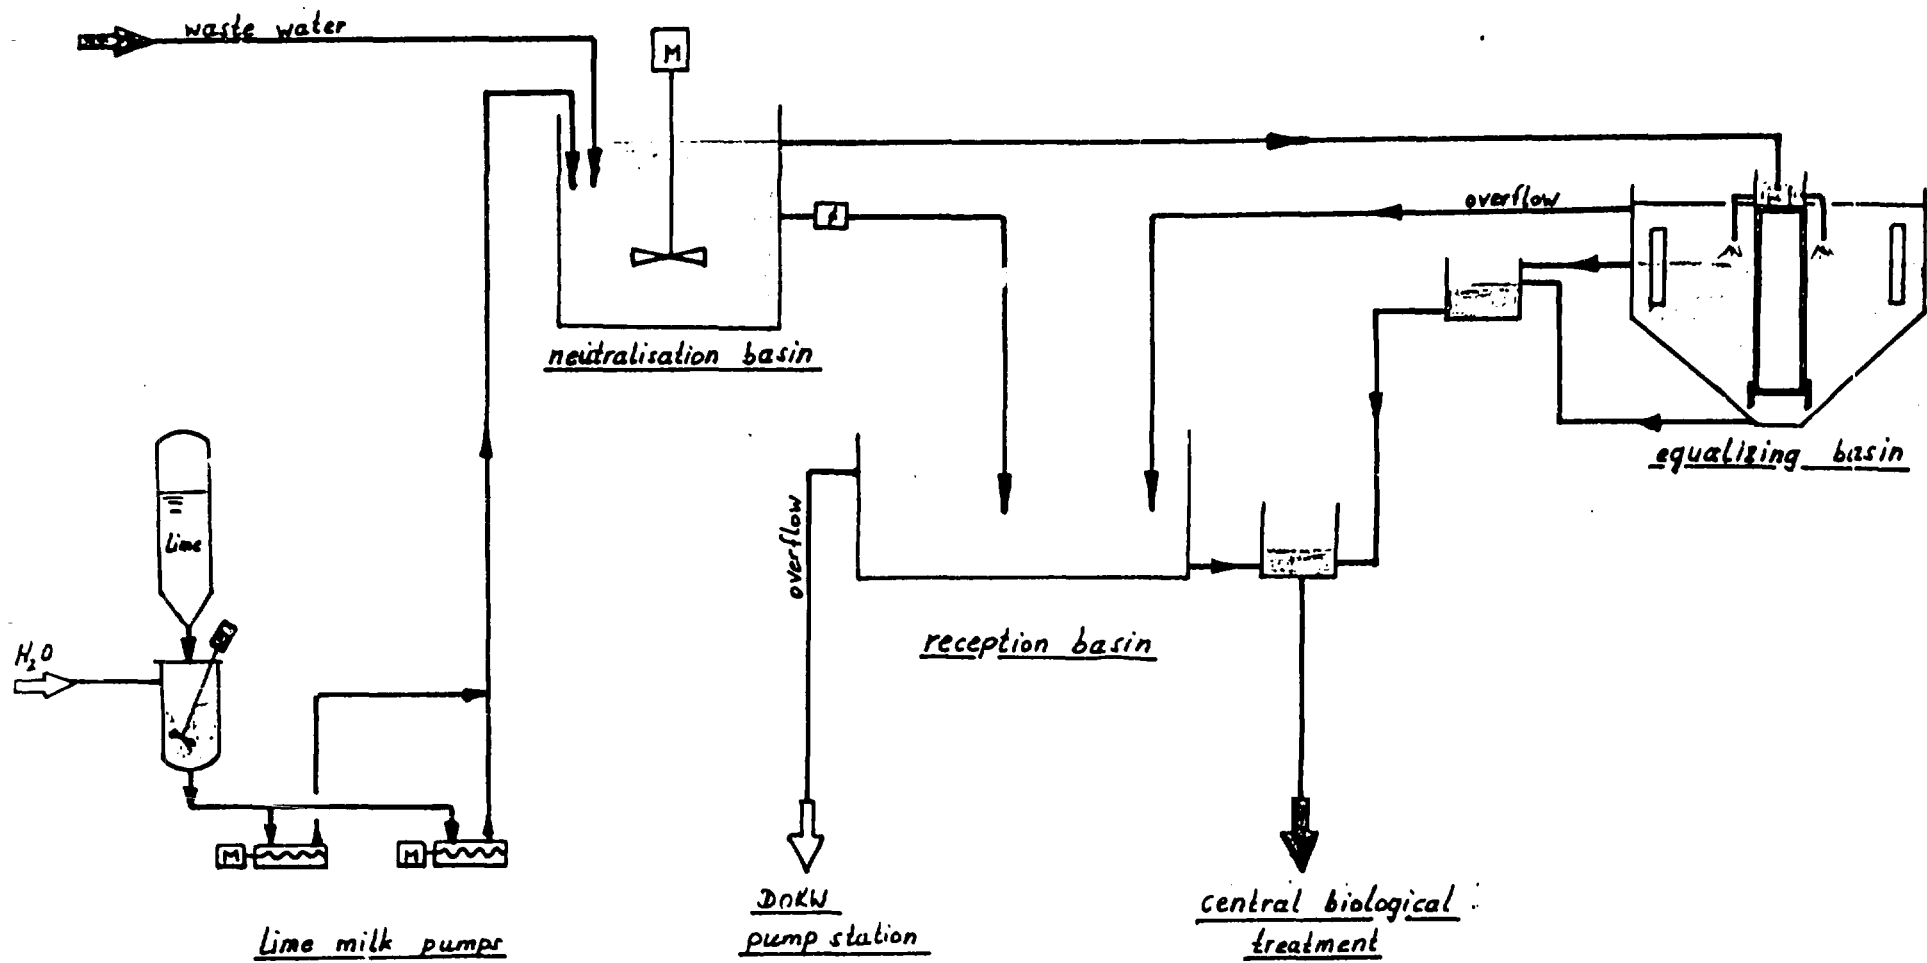 waste water
M
overflow
neutralisation basin
equalizing basin
lime
overflow
reception basin
H₂O
M
M
DOKW
pump station
central biological
treatment
lime milk pumps